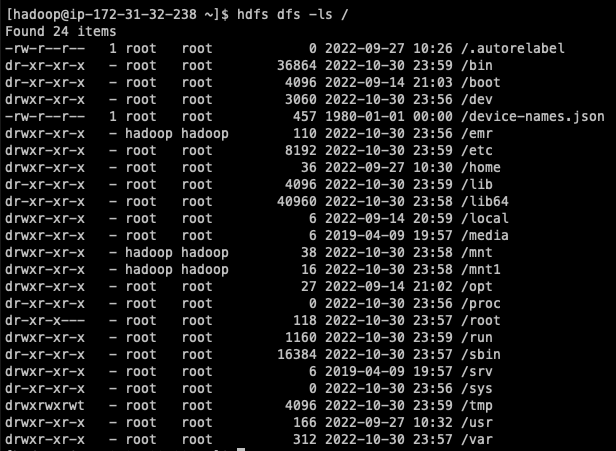 [hadoop@ip-172-31-32-238 ~]$ hdfs dfs -ls /
Found 24 items
-rw-r--r--   1 root   root          0 2022-09-27 10:26 /.autorelabel
dr-xr-xr-x   - root   root      36864 2022-10-30 23:59 /bin
dr-xr-xr-x   - root   root       4096 2022-09-14 21:03 /boot
drwxr-xr-x   - root   root       3060 2022-10-30 23:56 /dev
-rw-r--r--   1 root   root        457 1980-01-01 00:00 /device-names.json
drwxr-xr-x   - hadoop hadoop      110 2022-10-30 23:56 /emr
drwxr-xr-x   - root   root       8192 2022-10-30 23:59 /etc
drwxr-xr-x   - root   root         36 2022-09-27 10:30 /home
dr-xr-xr-x   - root   root       4096 2022-10-30 23:59 /lib
dr-xr-xr-x   - root   root      40960 2022-10-30 23:58 /lib64
drwxr-xr-x   - root   root          6 2022-09-14 20:59 /local
drwxr-xr-x   - root   root          6 2019-04-09 19:57 /media
drwxr-xr-x   - hadoop hadoop       38 2022-10-30 23:58 /mnt
drwxr-xr-x   - hadoop hadoop       16 2022-10-30 23:58 /mnt1
drwxr-xr-x   - root   root         27 2022-09-14 21:02 /opt
dr-xr-xr-x   - root   root          0 2022-10-30 23:56 /proc
dr-xr-x---   - root   root        118 2022-10-30 23:57 /root
drwxr-xr-x   - root   root       1160 2022-10-30 23:59 /run
dr-xr-xr-x   - root   root      16384 2022-10-30 23:57 /sbin
drwxr-xr-x   - root   root          6 2019-04-09 19:57 /srv
dr-xr-xr-x   - root   root          0 2022-10-30 23:56 /sys
drwxrwxrwt   - root   root       4096 2022-10-30 23:59 /tmp
drwxr-xr-x   - root   root        166 2022-09-27 10:32 /usr
drwxr-xr-x   - root   root        312 2022-10-30 23:57 /var